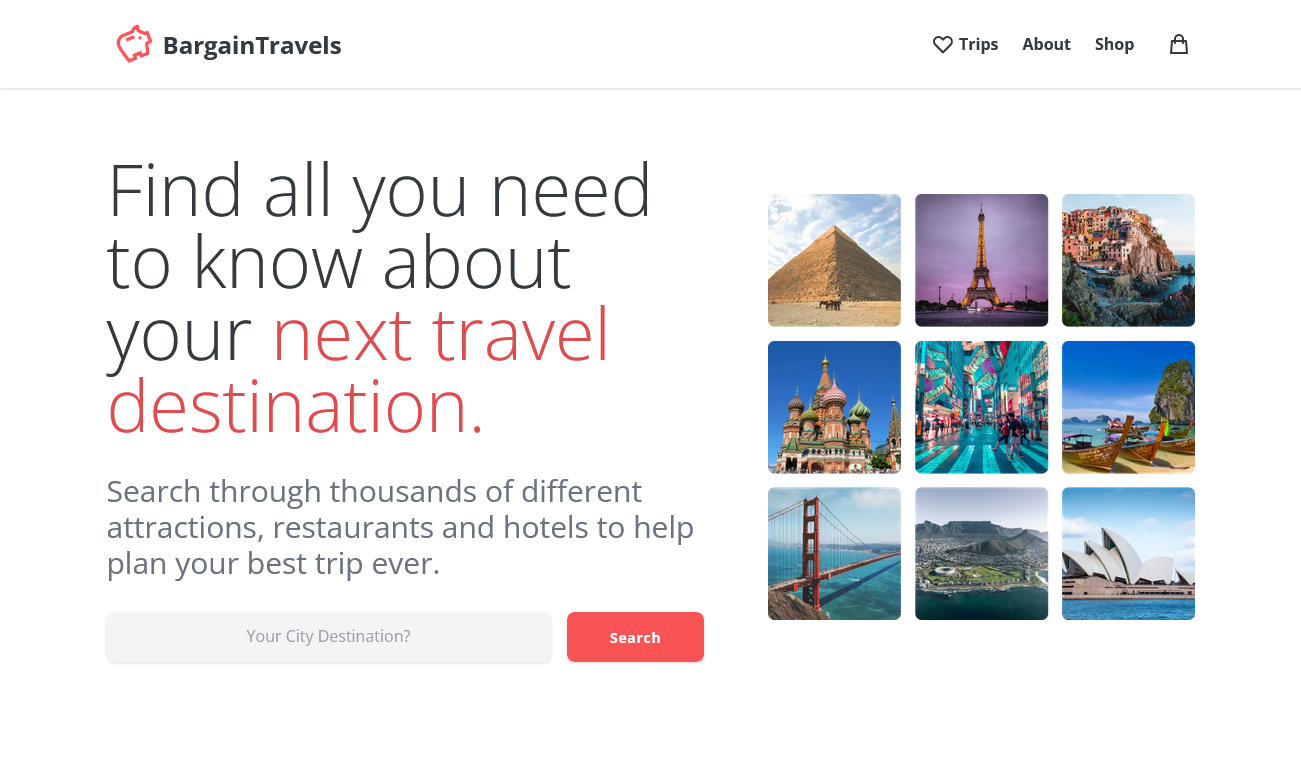 BargainTravels
Trips About Shop
Find all you need
to know about
your next travel
destination.
Search through thousands of different
attractions, restaurants and hotels to help
plan your best trip ever.
Your City Destination?
Search